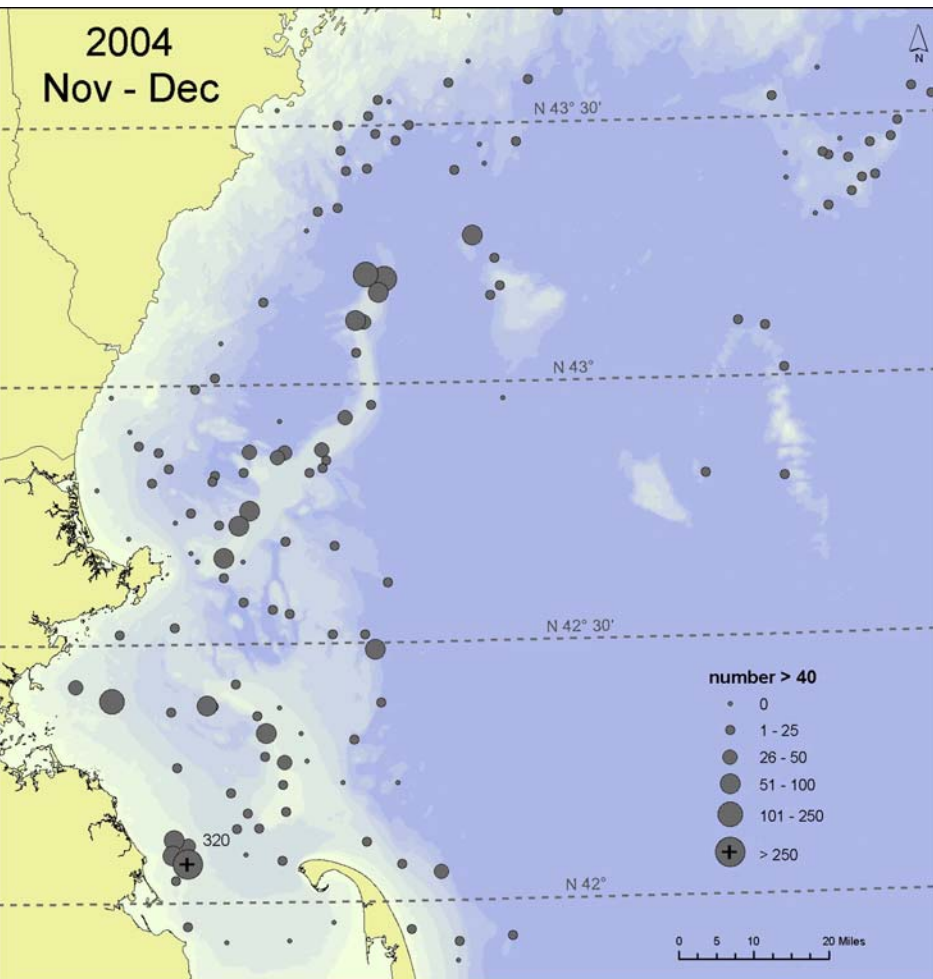 2004
Nov - Dec
N
N 43° 30'
N 43°
N 42° 30'
number > 40
0
1 - 25
26 - 50
51 - 100
101 - 250
> 250
320
N 42°
0 5 10 20 Miles